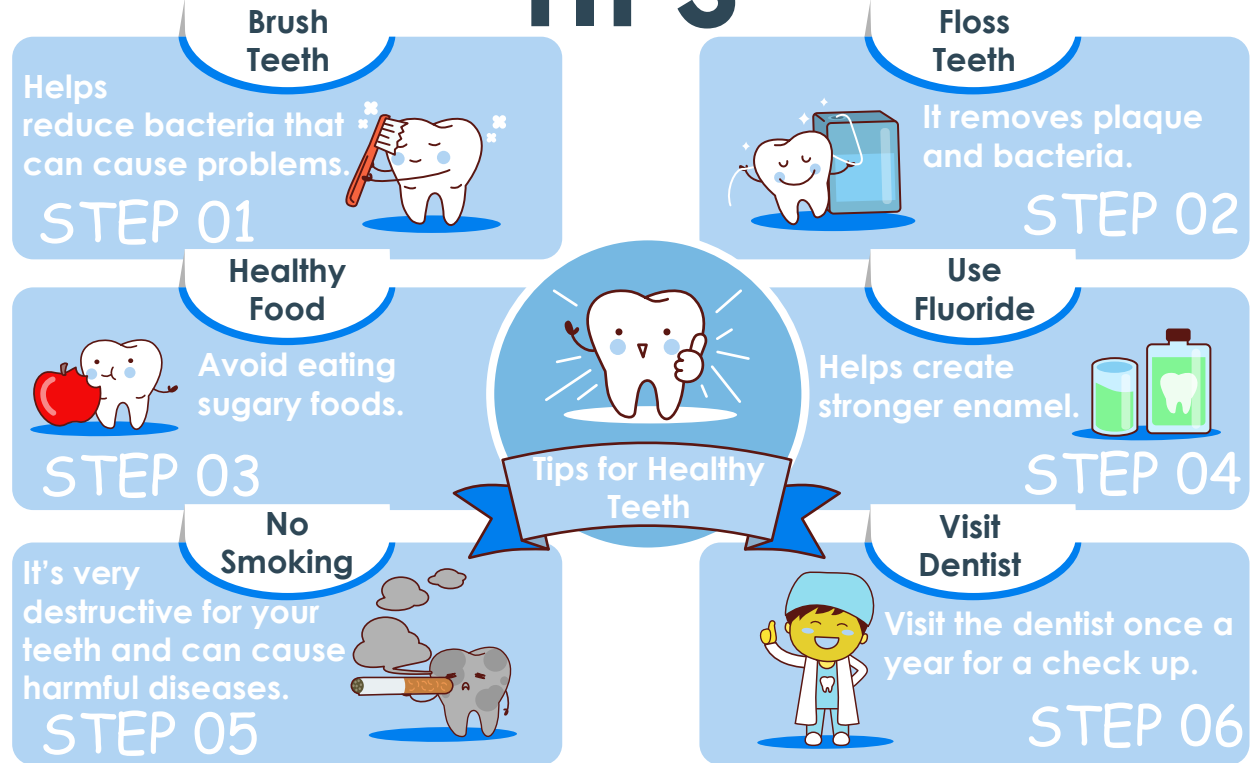 TIPS
Brush
Teeth
Helps
reduce bacteria that
can cause problems.
STEP 01
Floss
Teeth
It removes plaque
and bacteria.
STEP 02
Healthy
Food
Avoid eating
sugary foods.
STEP 03
Use
Fluoride
Helps create
stronger enamel.
STEP 04
Tips for Healthy
Teeth
No
Smoking
It’s very
destructive for your
teeth and can cause
harmful diseases.
STEP 05
Visit
Dentist
Visit the dentist once a
year for a check up.
STEP 06